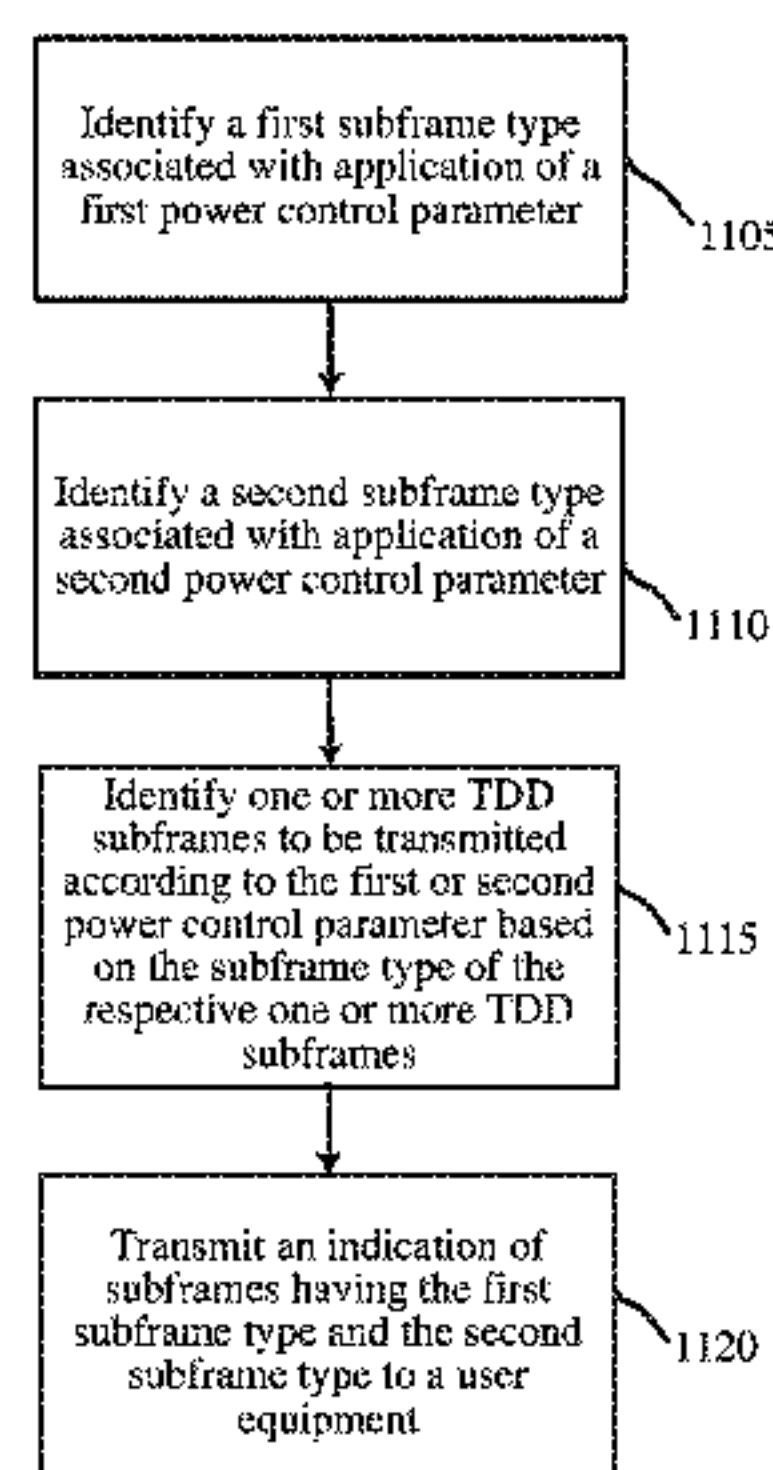 Identify a first subframe type
associated with application of a
first power control parameter
1105
Identify a second subframe type
associated with application of a
second power control parameter
1110
Identify one or more TDD
subframes to be transmitted
according to the first or second
power control parameter based
on the subframe type of the
respective one or more TDD
subframes
1115
Transmit an indication of
subframes having the first
subframe type and the second
subframe type to a user
equipment
1120